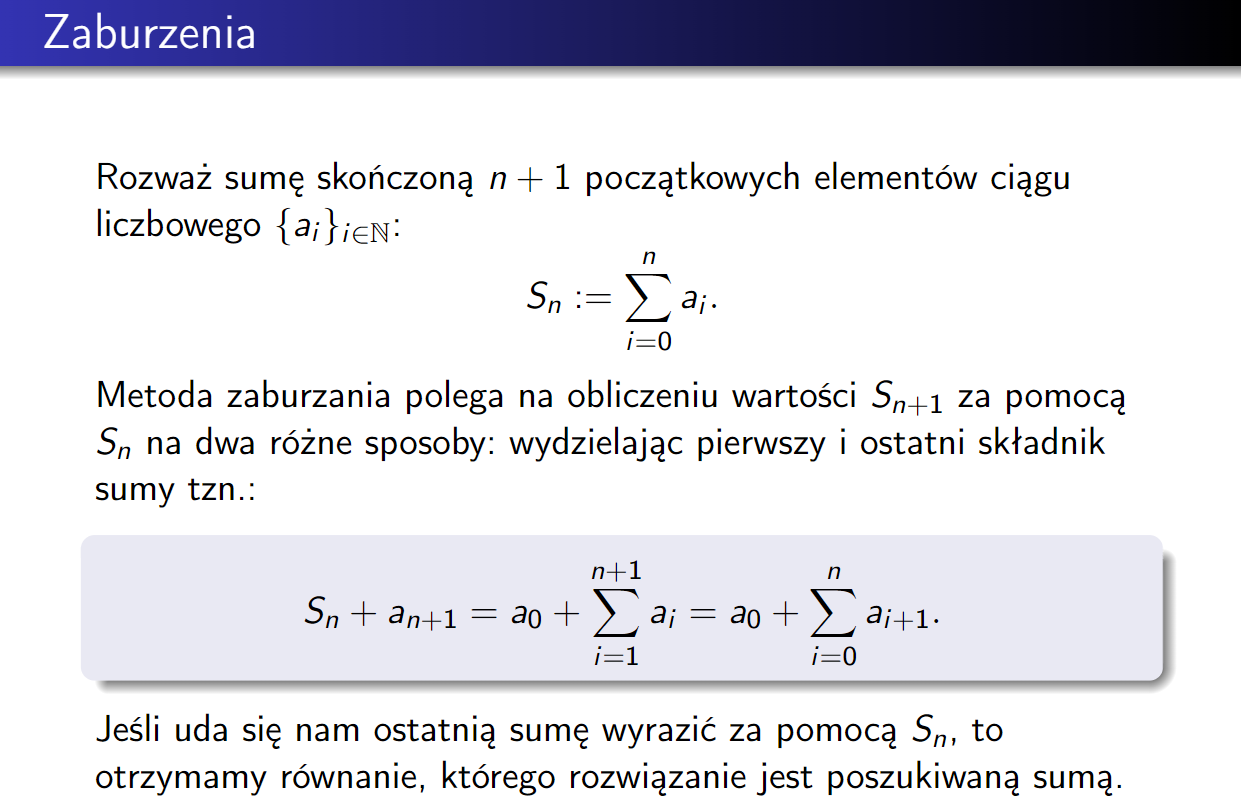 Zaburzenia
Rozważ sumę skończoną n + 1 początkowych elementów ciągu
liczbowego {a_i}_{i∈ℕ}:
S_n := \sum_{i=0}^{n} a_i.
Metoda zaburzania polega na obliczeniu wartości S_{n+1} za pomocą
S_n na dwa różne sposoby: wydzielając pierwszy i ostatni składnik
sumy tzn.:
S_n + a_{n+1} = a_0 + \sum_{i=1}^{n+1} a_i = a_0 + \sum_{i=0}^{n} a_{i+1}.
Jeśli uda się nam ostatnią sumę wyrazić za pomocą S_n, to
otrzymamy równanie, którego rozwiązanie jest poszukiwaną sumą.